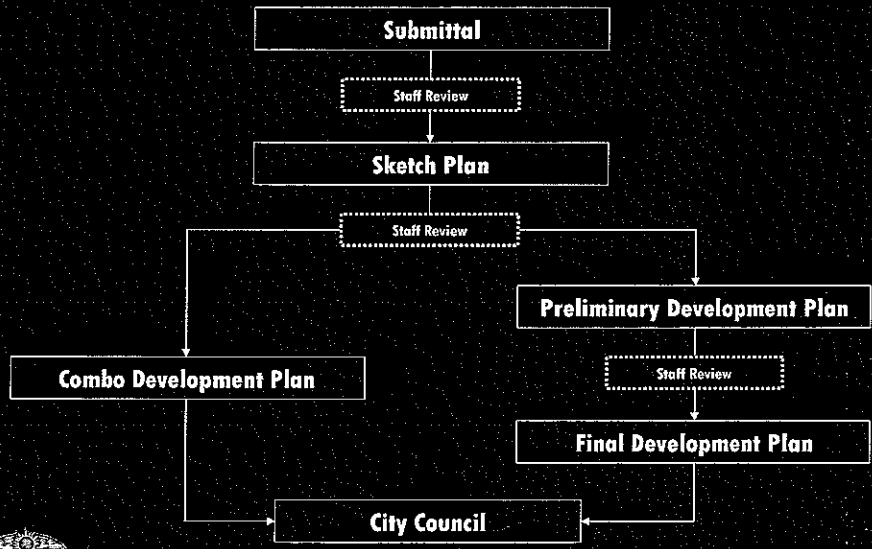 Submittal
Staff Review
Sketch Plan
Staff Review
Preliminary Development Plan
Combo Development Plan
Staff Review
Final Development Plan
City Council